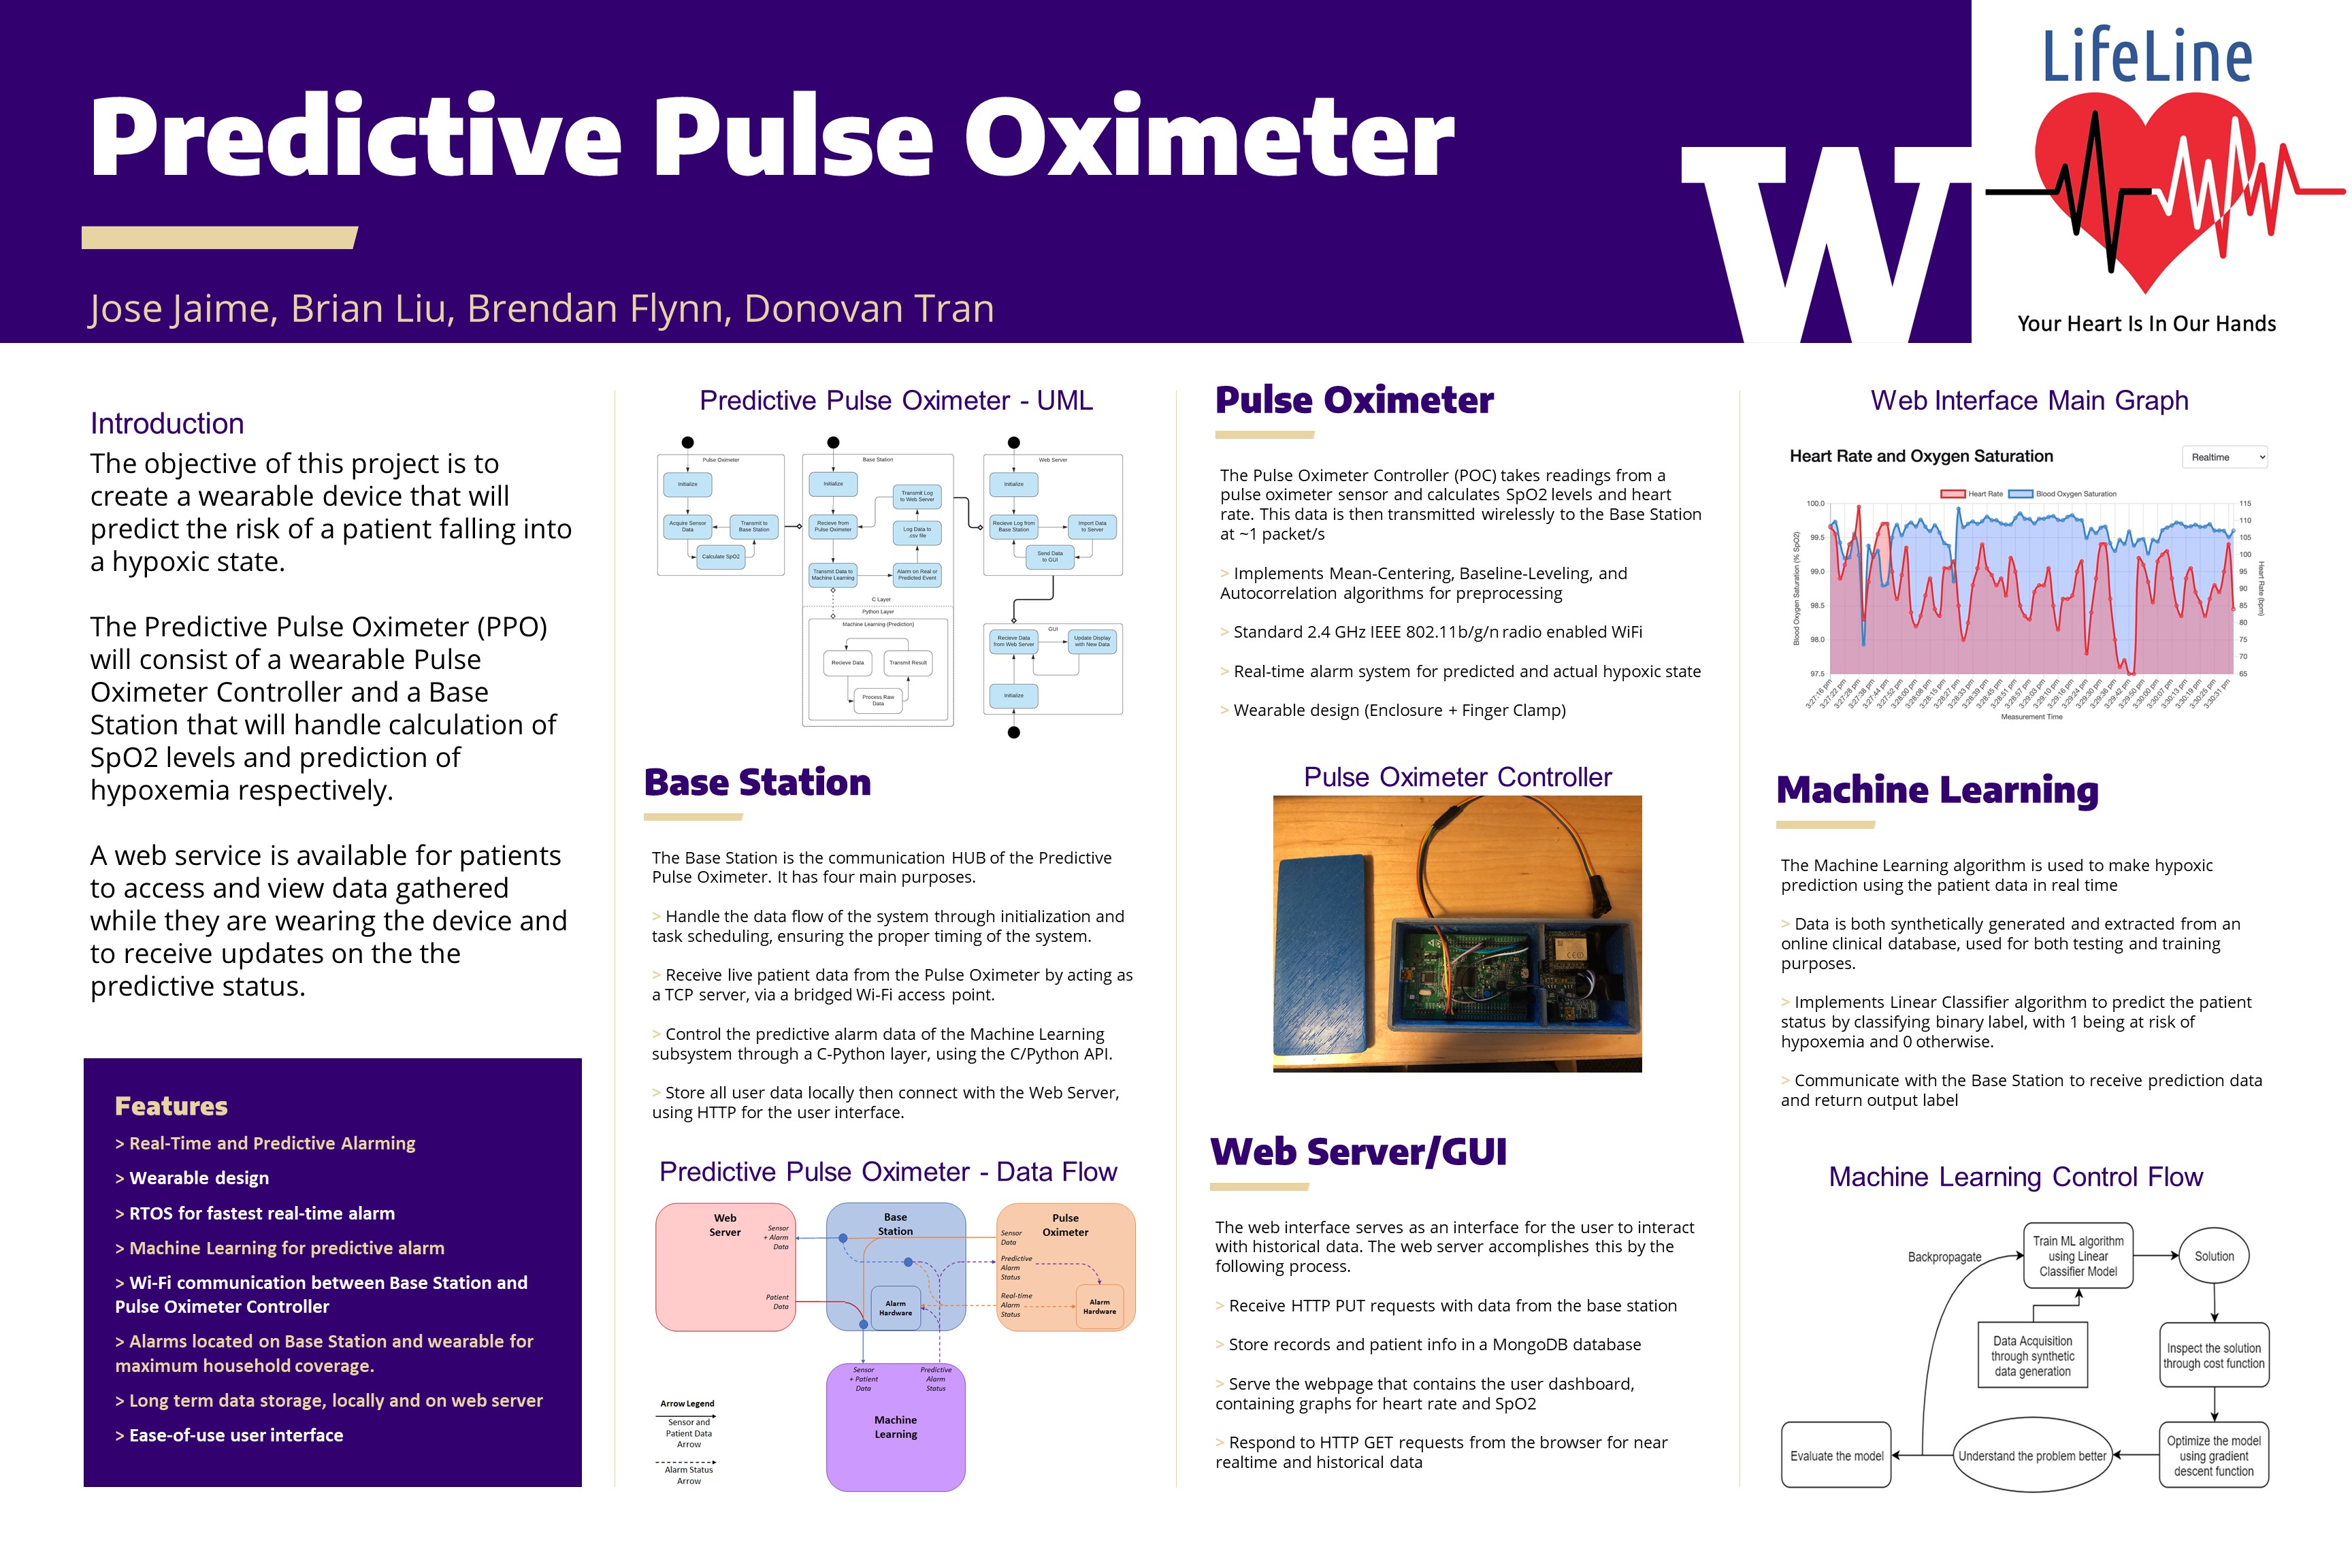 Predictive Pulse Oximeter
Jose Jaime, Brian Liu, Brendan Flynn, Donovan Tran
W
LifeLine
Your Heart Is In Our Hands
Introduction
The objective of this project is to
create a wearable device that will
predict the risk of a patient falling into
a hypoxic state.
The Predictive Pulse Oximeter (PPO)
will consist of a wearable Pulse
Oximeter Controller and a Base
Station that will handle calculation of
SpO2 levels and prediction of
hypoxemia respectively.
A web service is available for patients
to access and view data gathered
while they are wearing the device and
to receive updates on the the
predictive status.
Features
> Real-Time and Predictive Alarming
> Wearable design
> RTOS for fastest real-time alarm
> Machine Learning for predictive alarm
> Wi-Fi communication between Base Station and
Pulse Oximeter Controller
> Alarms located on Base Station and wearable for
maximum household coverage.
> Long term data storage, locally and on web server
> Ease-of-use user interface
Predictive Pulse Oximeter - UML
Pulse Oximeter
Initialize
Acquire Sensor
Data
Transmit to
Base Station
Calculate SpO2
Base Station
Initialize
Transmit Log
to Web Server
Recieve from
Pulse Oximeter
Log Data to
.csv file
Transmit Data to
Machine Learning
Alarm on Real or
Predicted Event
C Layer
Python Layer
Machine Learning (Prediction)
Recieve Data
Transmit Result
Process Raw
Data
Web Server
Initialize
Recieve Log from
Base Station
Import Data
to Server
Send Data
to GUI
GUI
Recieve Data
from Web Server
Update Display
with New Data
Initialize
Base Station
The Base Station is the communication HUB of the Predictive
Pulse Oximeter. It has four main purposes.
> Handle the data flow of the system through initialization and
task scheduling, ensuring the proper timing of the system.
> Receive live patient data from the Pulse Oximeter by acting as
a TCP server, via a bridged Wi-Fi access point.
> Control the predictive alarm data of the Machine Learning
subsystem through a C-Python layer, using the C/Python API.
> Store all user data locally then connect with the Web Server,
using HTTP for the user interface.
Predictive Pulse Oximeter - Data Flow
Web
Server
Sensor
+ Alarm
Data
Patient
Data
Base
Station
Alarm
Hardware
Pulse
Oximeter
Sensor
Data
Predictive
Alarm
Status
Real-time
Alarm
Status
Alarm
Hardware
Sensor
+ Patient
Data
Predictive
Alarm
Status
Machine
Learning
Arrow Legend
Sensor and
Patient Data
Arrow
Alarm Status
Arrow
Pulse Oximeter
The Pulse Oximeter Controller (POC) takes readings from a
pulse oximeter sensor and calculates SpO2 levels and heart
rate. This data is then transmitted wirelessly to the Base Station
at ~1 packet/s
> Implements Mean-Centering, Baseline-Leveling, and
Autocorrelation algorithms for preprocessing
> Standard 2.4 GHz IEEE 802.11b/g/n radio enabled WiFi
> Real-time alarm system for predicted and actual hypoxic state
> Wearable design (Enclosure + Finger Clamp)
Pulse Oximeter Controller
Web Server/GUI
The web interface serves as an interface for the user to interact
with historical data. The web server accomplishes this by the
following process.
> Receive HTTP PUT requests with data from the base station
> Store records and patient info in a MongoDB database
> Serve the webpage that contains the user dashboard,
containing graphs for heart rate and SpO2
> Respond to HTTP GET requests from the browser for near
realtime and historical data
Web Interface Main Graph
Heart Rate and Oxygen Saturation
Realtime
Heart Rate
Blood Oxygen Saturation
Blood Oxygen Saturation (% SpO2)
100.0
99.5
99.0
98.5
98.0
97.5
115
110
105
100
95
90
85
80
75
70
65
Heart Rate (bpm)
Measurement Time
Machine Learning
The Machine Learning algorithm is used to make hypoxic
prediction using the patient data in real time
> Data is both synthetically generated and extracted from an
online clinical database, used for both testing and training
purposes.
> Implements Linear Classifier algorithm to predict the patient
status by classifying binary label, with 1 being at risk of
hypoxemia and 0 otherwise.
> Communicate with the Base Station to receive prediction data
and return output label
Machine Learning Control Flow
Backpropagate
Train ML algorithm
using Linear
Classifier Model
Solution
Data Acquisition
through synthetic
data generation
Inspect the solution
through cost function
Evaluate the model
Understand the problem better
Optimize the model
using gradient
descent function